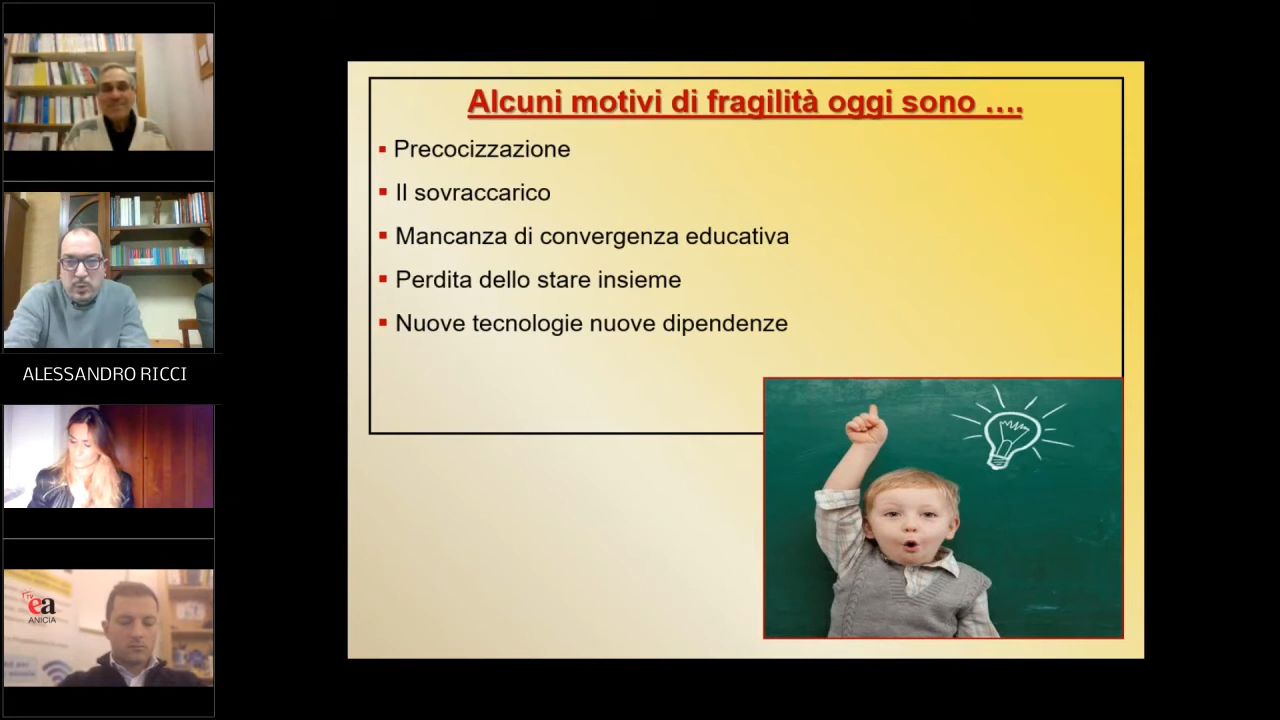 Alcuni motivi di fragilità oggi sono ….
Precocizzazione
Il sovraccarico
Mancanza di convergenza educativa
Perdita dello stare insieme
Nuove tecnologie nuove dipendenze
ALESSANDRO RICCI
TV
ea
ANICIA